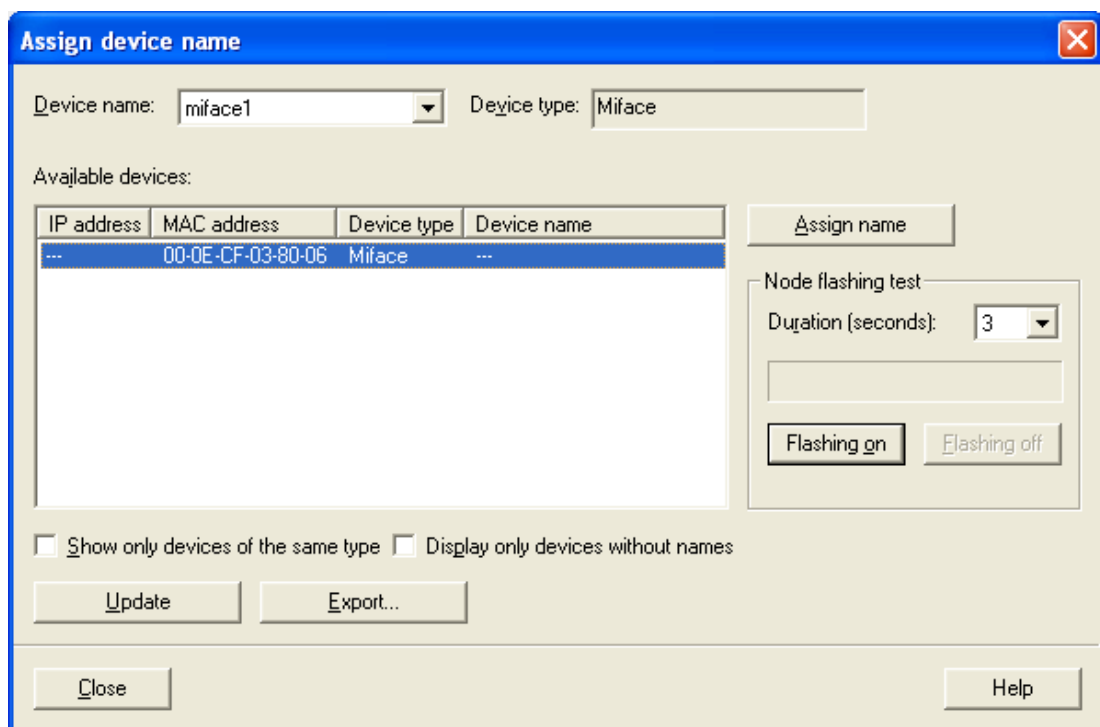 Assign device name
Device name: miface1 Device type: Miface
Available devices:
IP address MAC address Device type Device name
--- 00-0E-CF-03-80-06 Miface ---
Assign name
Node flashing test
Duration (seconds): 3
Flashing on Flashing off
Show only devices of the same type Display only devices without names
Update Export...
Close Help